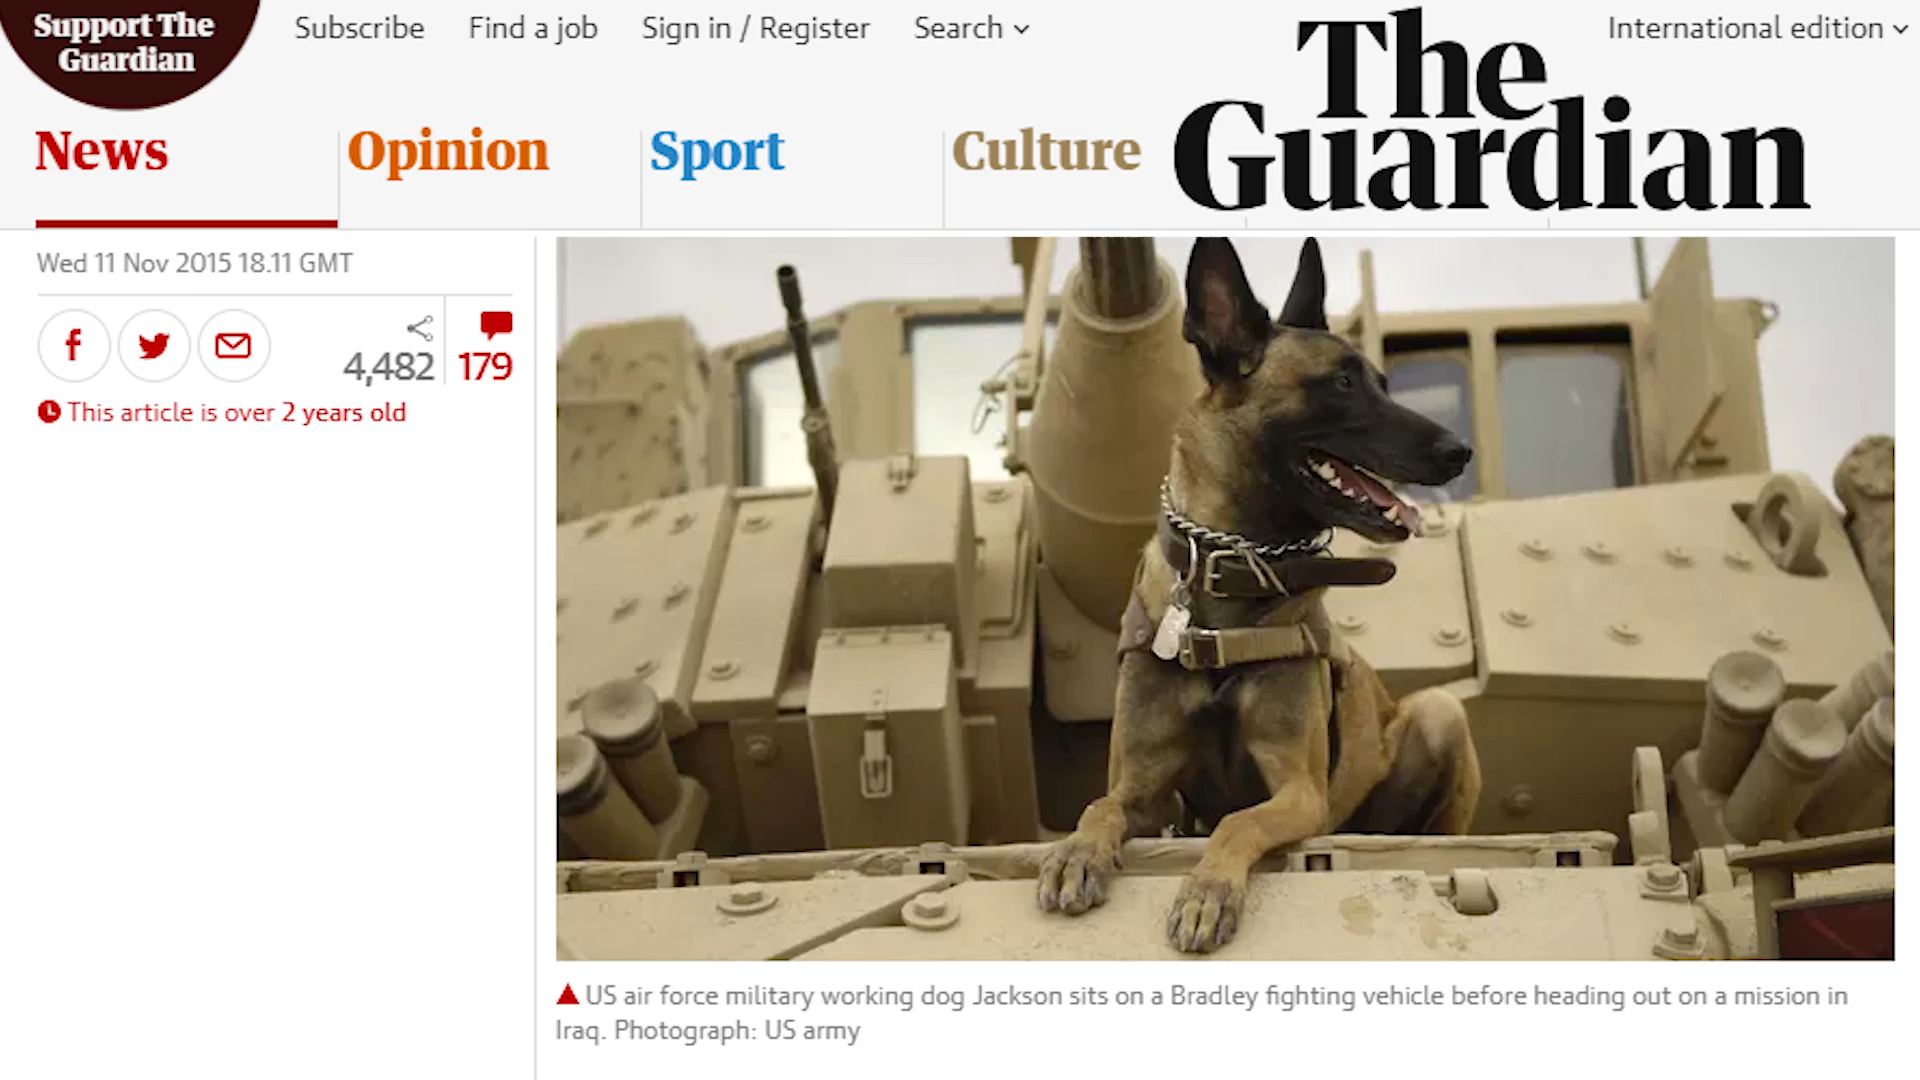 Support The
Guardian
Subscribe
Find a job
Sign in / Register
Search
International edition
The
Guardian
News
Opinion
Sport
Culture
Wed 11 Nov 2015 18.11 GMT
4,482
179
This article is over 2 years old
US air force military working dog Jackson sits on a Bradley fighting vehicle before heading out on a mission in
Iraq. Photograph: US army